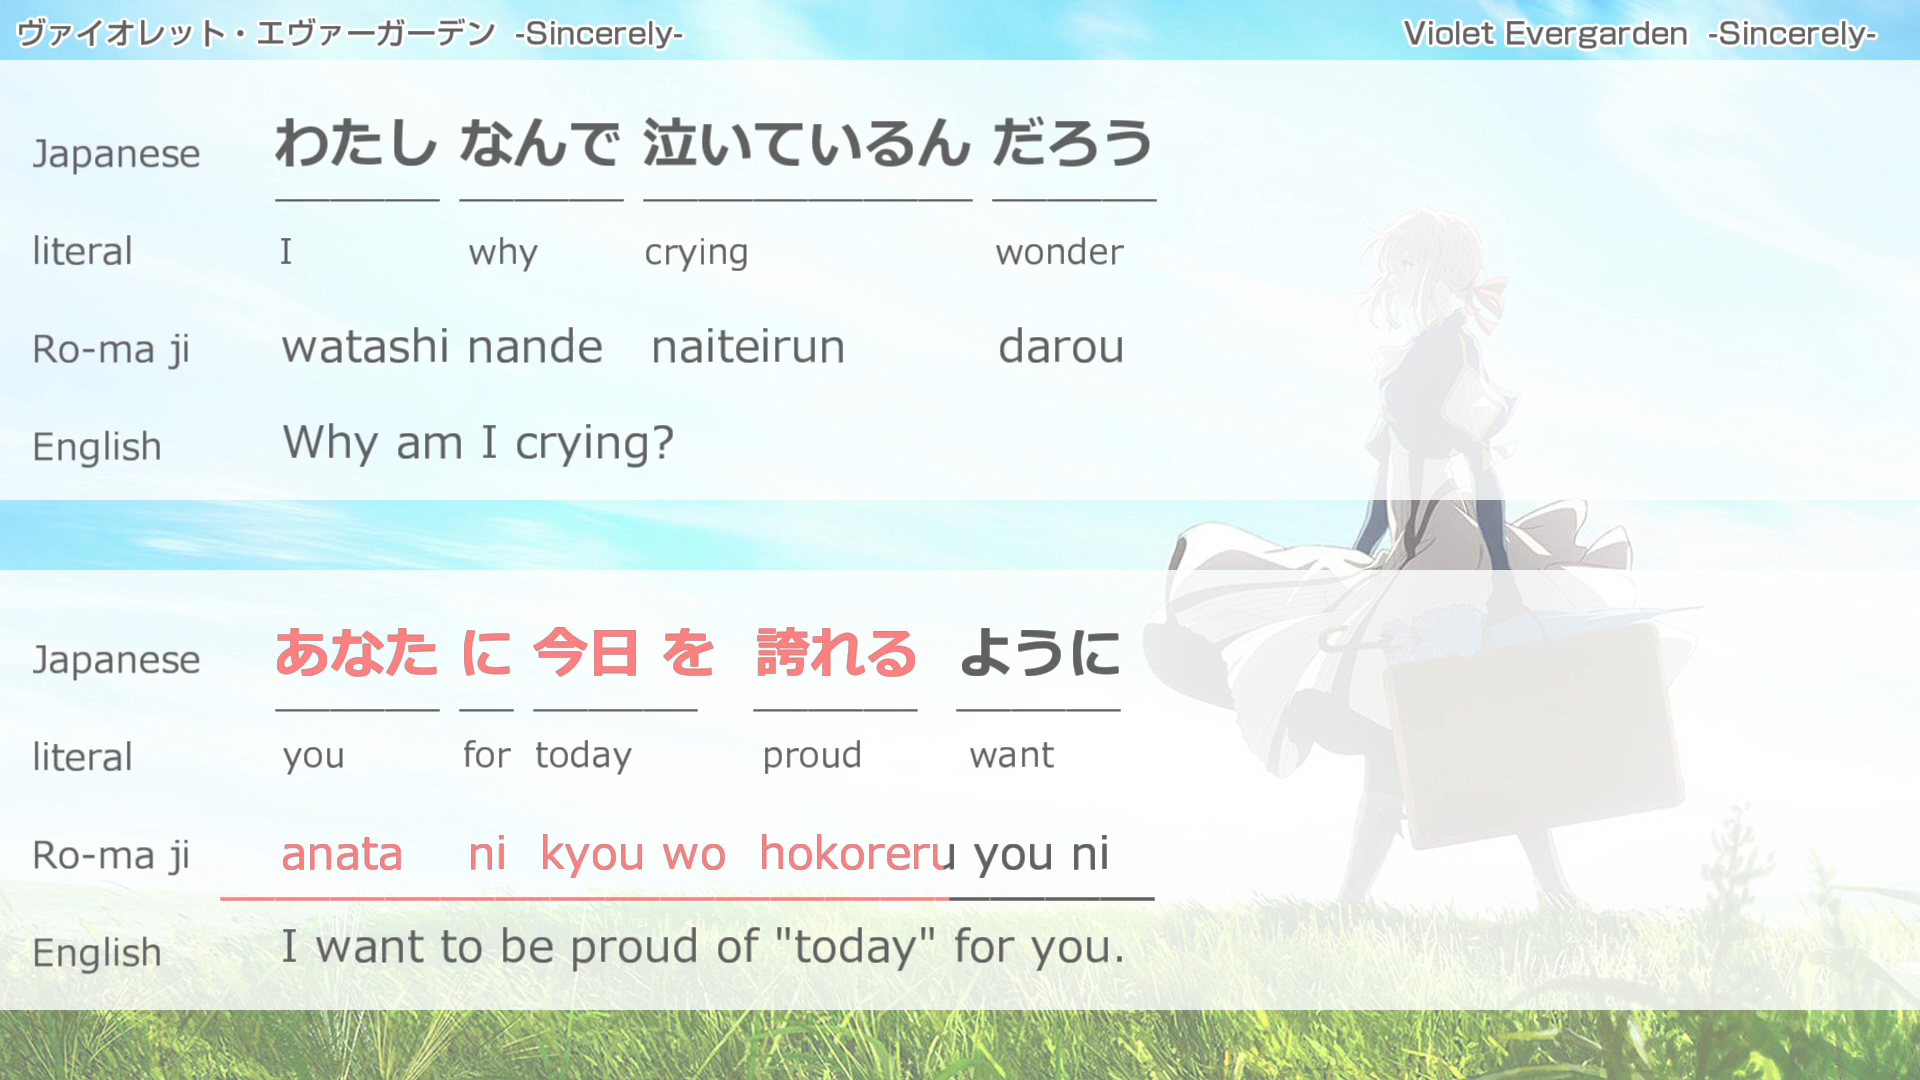 ヴァイオレット・エヴァーガーデン -Sincerely- Violet Evergarden -Sincerely-
Japanese わたし なんで 泣いているん だろう
literal I why crying wonder
Ro-ma ji watashi nande naiteirun darou
English Why am I crying?
Japanese あなた に 今日 を 誇れる ように
literal you for today proud want
Ro-ma ji anata ni kyou wo hokoreru you ni
English I want to be proud of "today" for you.